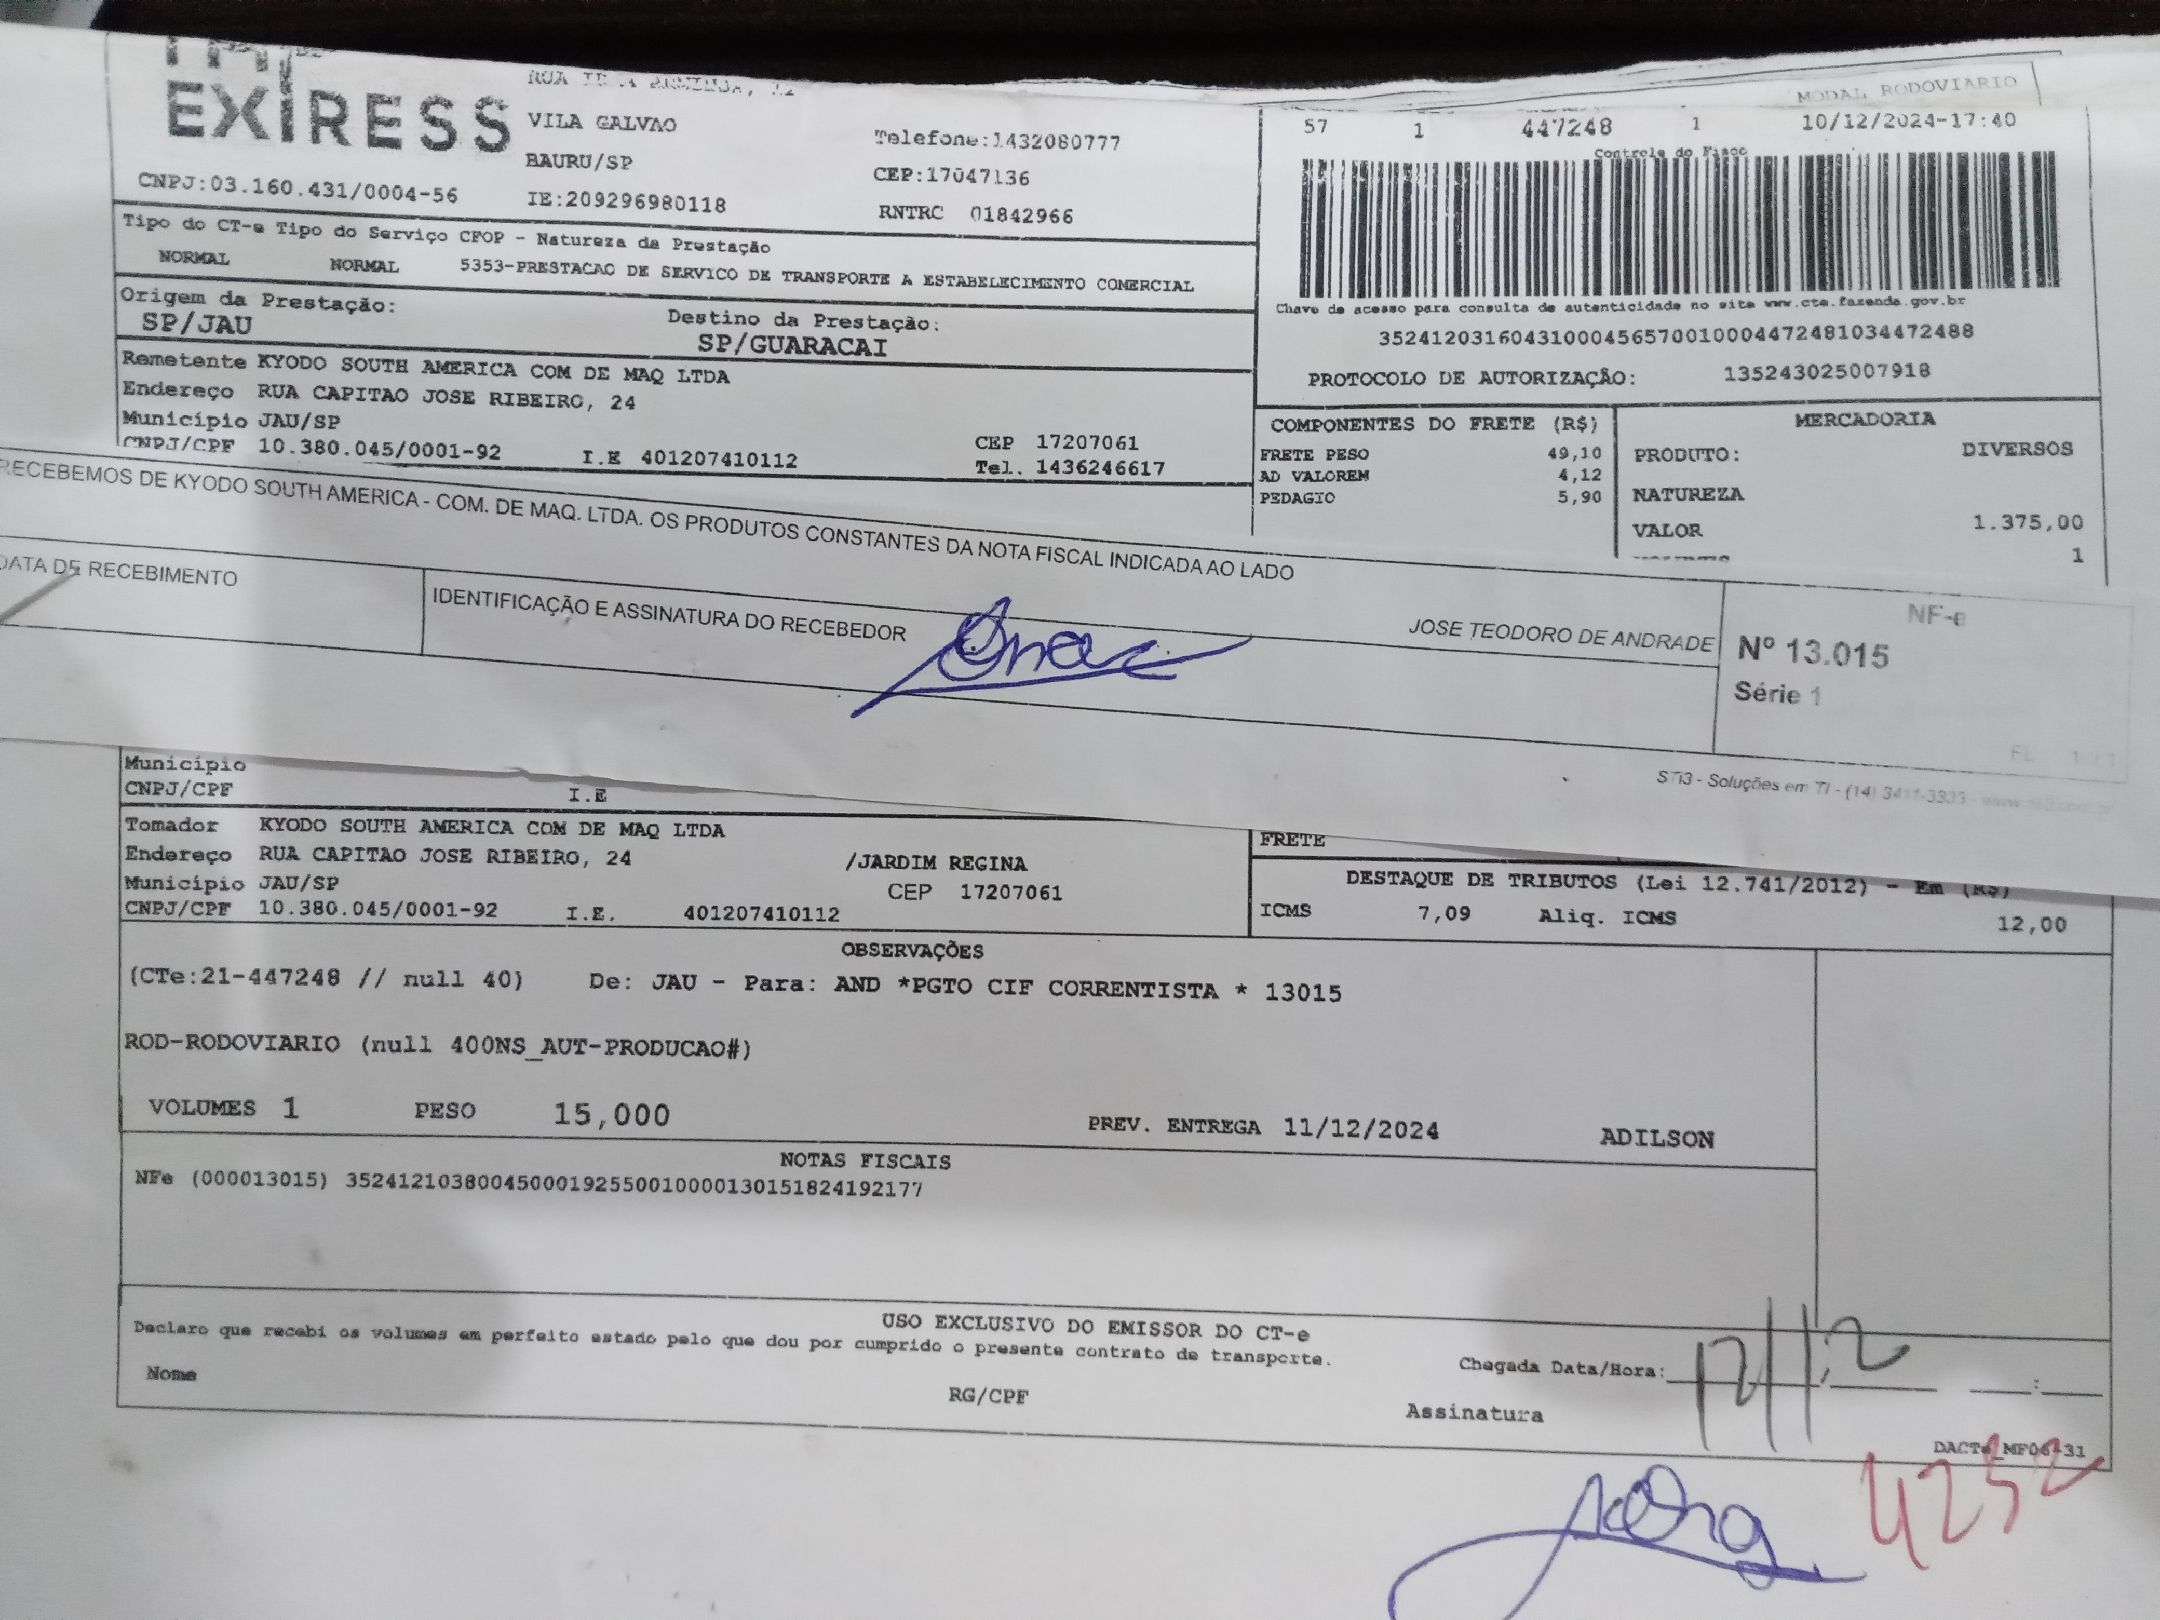 EXPRESS
VILA GALVAO
BAURU/SP
Telefone:1432080777
CEP:17047136
CNPJ:03.160.431/0004-56
IE:209296980118
RNTRC 01842966
MODAL RODOVIARIO
57 1 447248 1 10/12/2024-17:40
Controle do Fisco
Tipo do CT-e Tipo do Serviço CFOP - Natureza da Prestação
NORMAL NORMAL 5353-PRESTACAO DE SERVICO DE TRANSPORTE A ESTABELECIMENTO COMERCIAL
Origem da Prestação:
SP/JAU
Destino da Prestação:
SP/GUARACAI
Chave de acesso para consulta de autenticidade no site www.cte.fazenda.gov.br
35241203160431000456570010004472481034472488
PROTOCOLO DE AUTORIZAÇÃO: 135243025007918
Remetente KYODO SOUTH AMERICA COM DE MAQ LTDA
Endereço RUA CAPITAO JOSE RIBEIRO, 24
Município JAU/SP
CNPJ/CPF 10.380.045/0001-92 I.E 401207410112
CEP 17207061
Tel. 1436246617
COMPONENTES DO FRETE (R$)
FRETE PESO 49,10
AD VALOREM 4,12
PEDAGIO 5,90
MERCADORIA
PRODUTO: DIVERSOS
NATUREZA
VALOR 1.375,00
1
RECEBEMOS DE KYODO SOUTH AMERICA - COM. DE MAQ. LTDA. OS PRODUTOS CONSTANTES DA NOTA FISCAL INDICADA AO LADO
DATA DE RECEBIMENTO
IDENTIFICAÇÃO E ASSINATURA DO RECEBEDOR
JOSE TEODORO DE ANDRADE
NF-e
Nº 13.015
Série 1
STi3 - Soluções em TI - (14) 3411-3333
Município
CNPJ/CPF I.E
Tomador KYODO SOUTH AMERICA COM DE MAQ LTDA
Endereço RUA CAPITAO JOSE RIBEIRO, 24 /JARDIM REGINA
Município JAU/SP CEP 17207061
CNPJ/CPF 10.380.045/0001-92 I.E. 401207410112
FRETE
DESTAQUE DE TRIBUTOS (Lei 12.741/2012) - Em (R$)
ICMS 7,09 Aliq. ICMS 12,00
OBSERVAÇÕES
(CTe:21-447248 // null 40) De: JAU - Para: AND *PGTO CIF CORRENTISTA * 13015
ROD-RODOVIARIO (null 400NS_AUT-PRODUCAO#)
VOLUMES 1 PESO 15,000 PREV. ENTREGA 11/12/2024 ADILSON
NOTAS FISCAIS
NFe (000013015) 35241210380045000192550010000130151824192177
USO EXCLUSIVO DO EMISSOR DO CT-e
Declaro que recebi os volumes em perfeito estado pelo que dou por cumprido o presente contrato de transporte.
Nome
RG/CPF
Chegada Data/Hora: 12/12
Assinatura
DACTe_MF06-31
4252